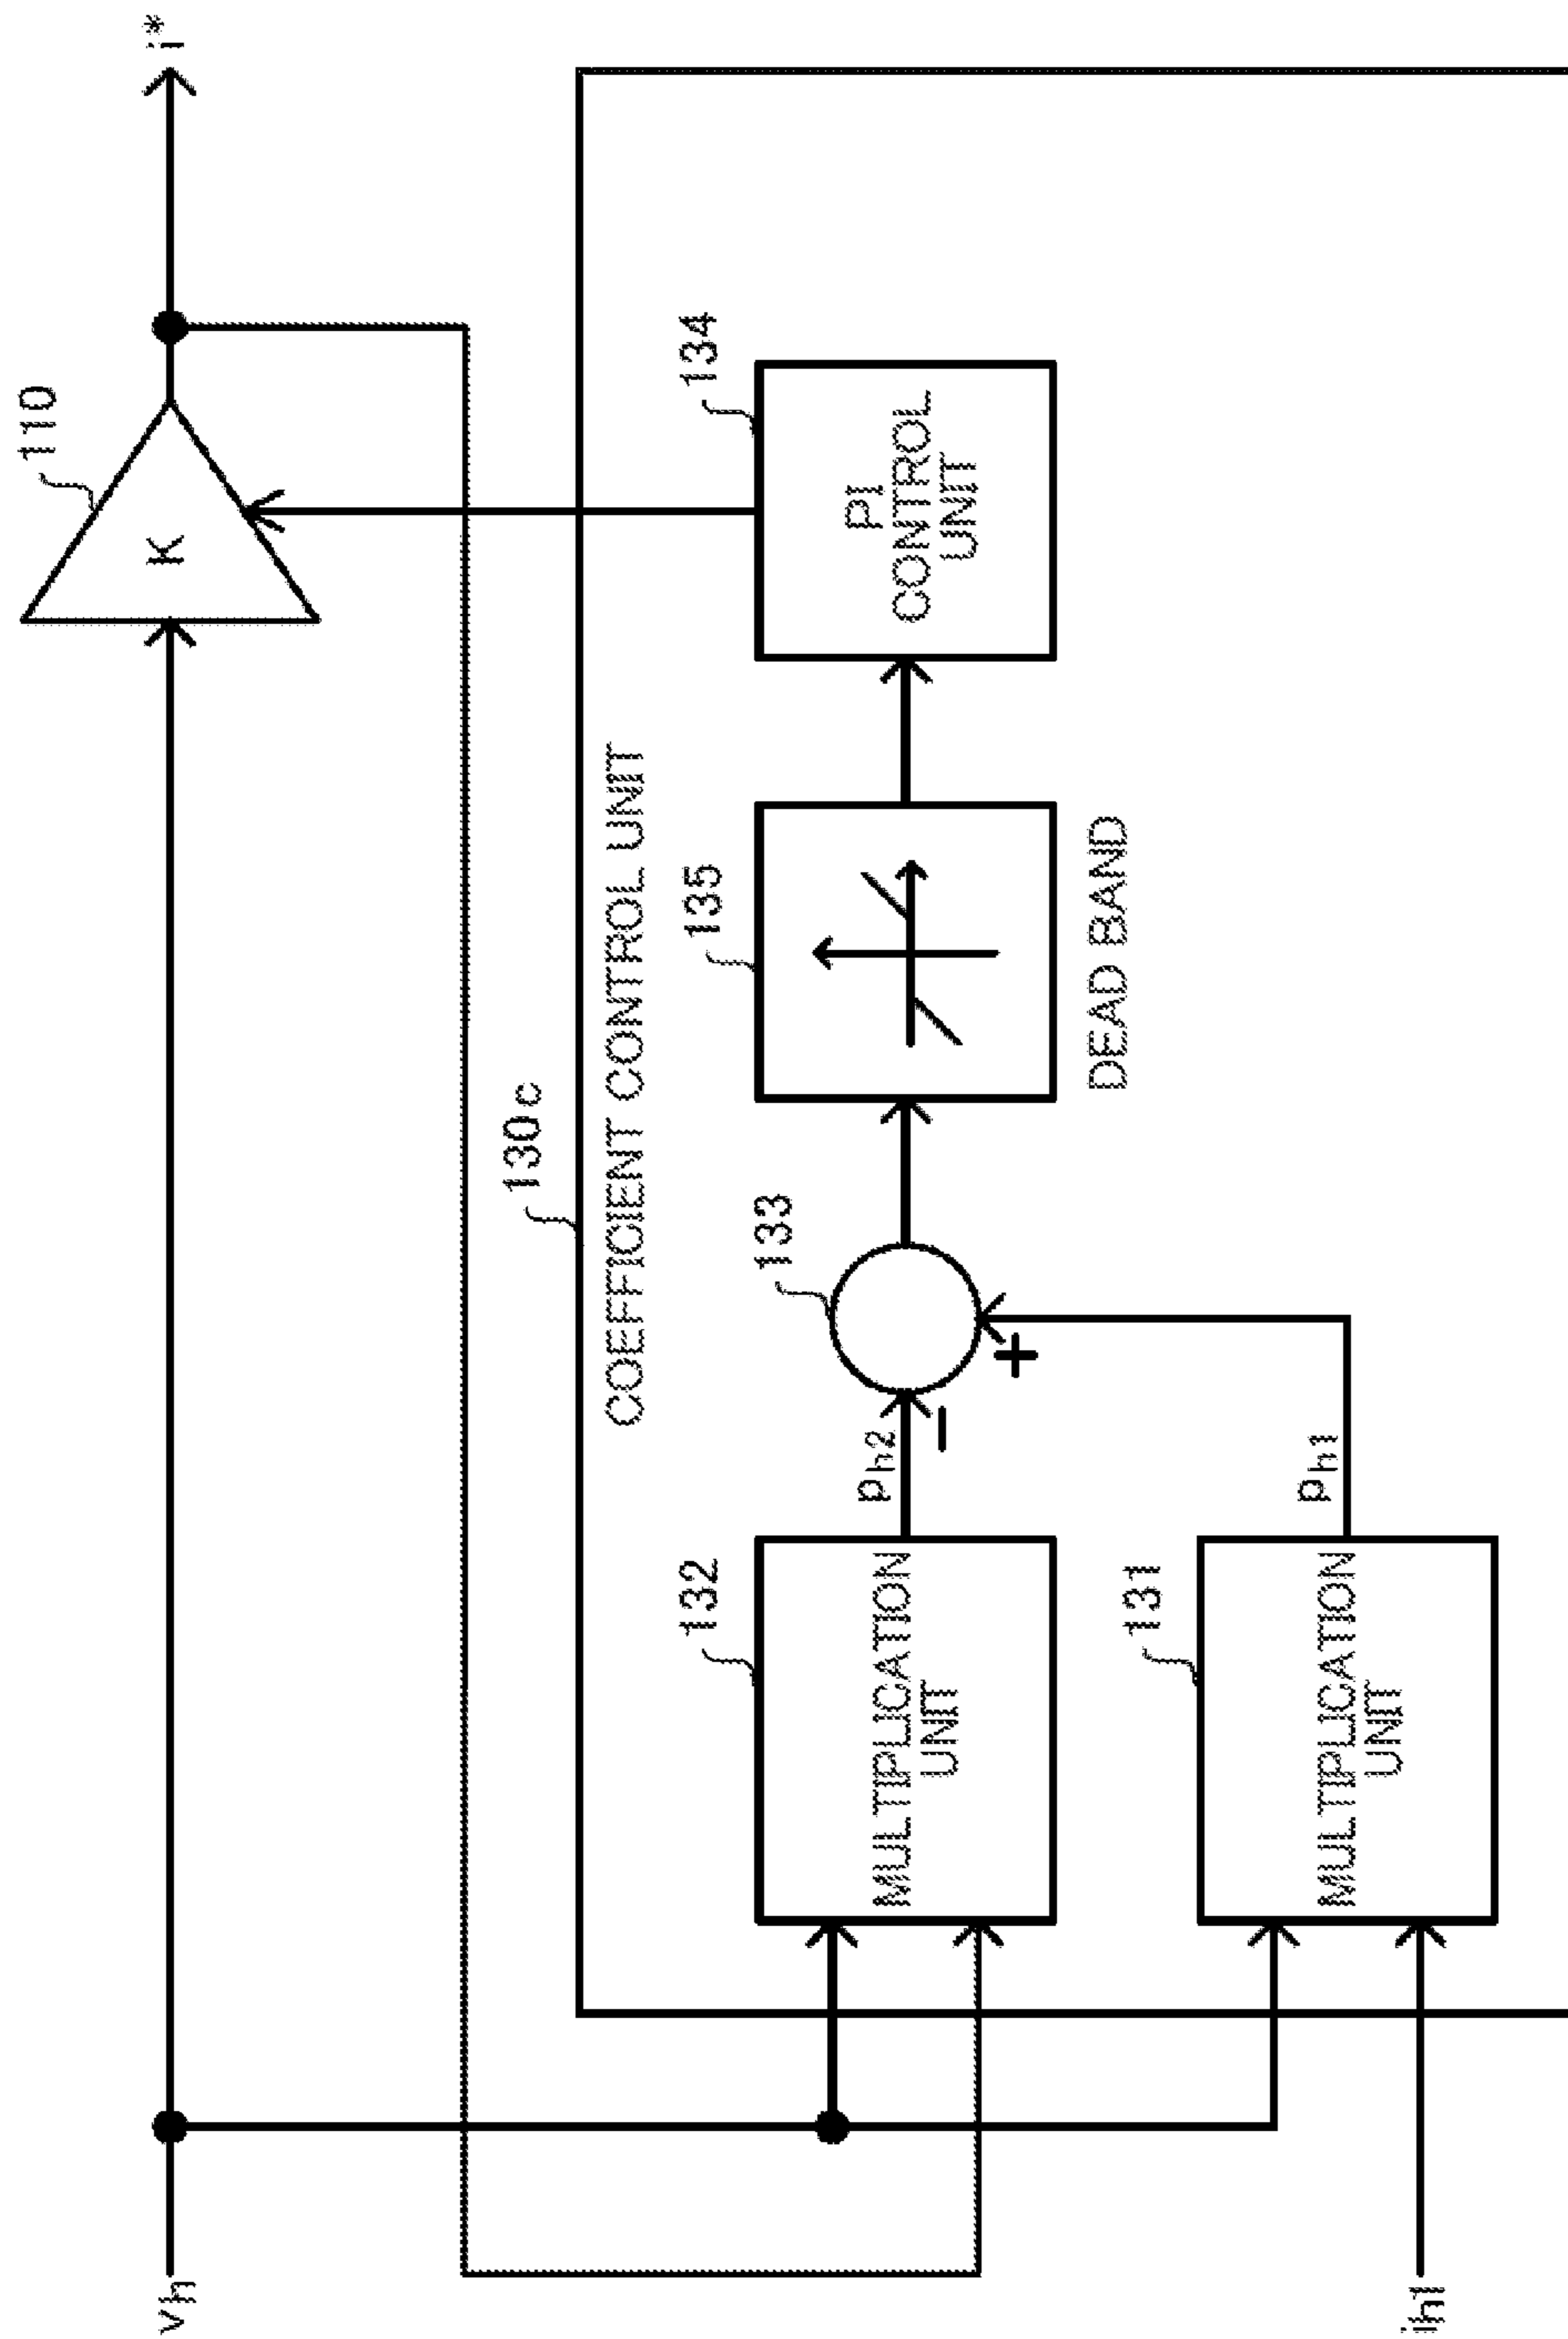 vh
110
K
i*
130c
COEFFICIENT CONTROL UNIT
132
MULTIPLICATION
UNIT
ph2
−
133
+
135
DEAD BAND
134
PI
CONTROL
UNIT
131
MULTIPLICATION
UNIT
ph1
ih1